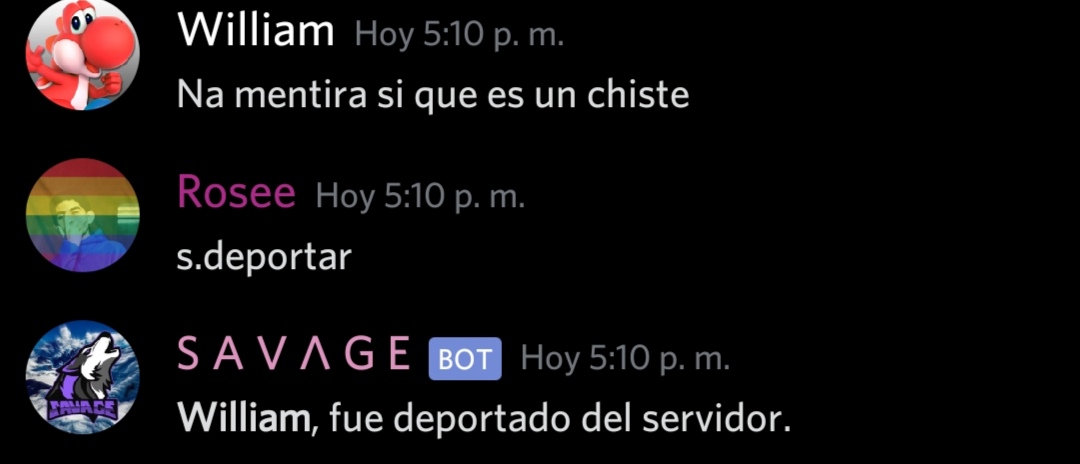 William Hoy 5:10 p. m.
Na mentira si que es un chiste
Rosee Hoy 5:10 p. m.
s.deportar
S A V Λ G E BOT Hoy 5:10 p. m.
SAVAGE
William, fue deportado del servidor.